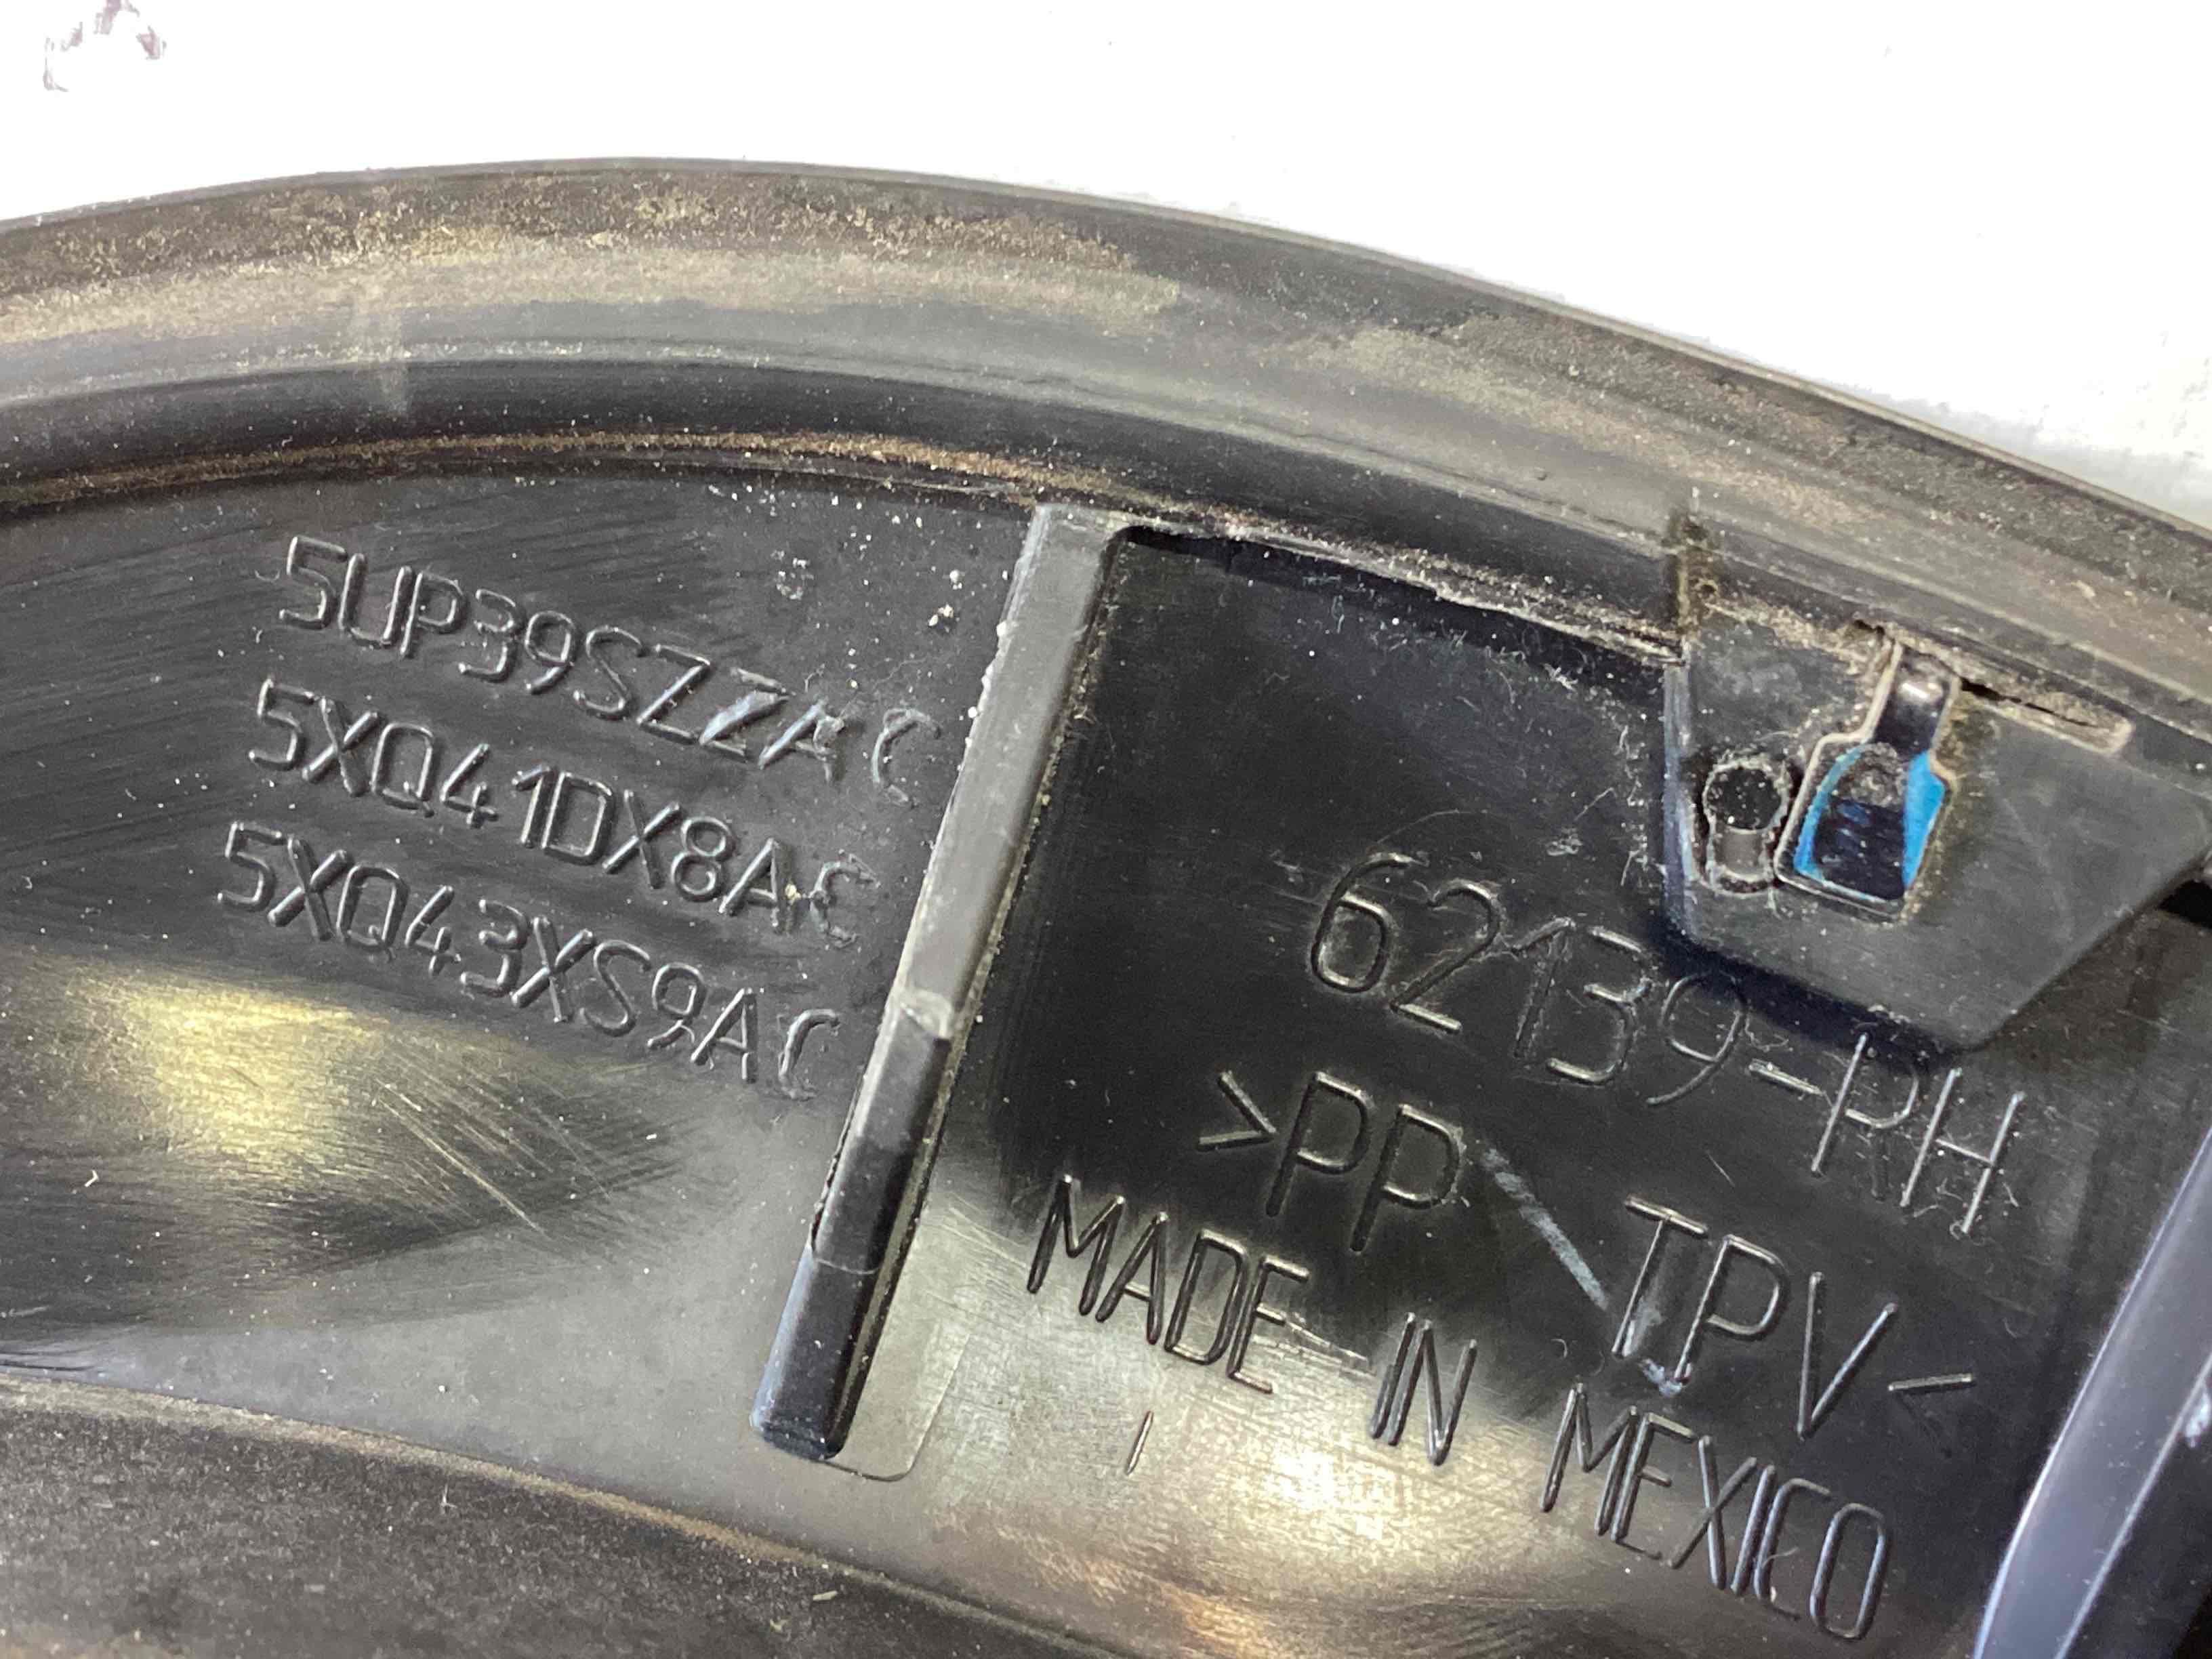 5UP39SZZAC
5XQ41DX8AC
5XQ43XS9AC
62139-RH
>PP TPV<
MADE IN MEXICO